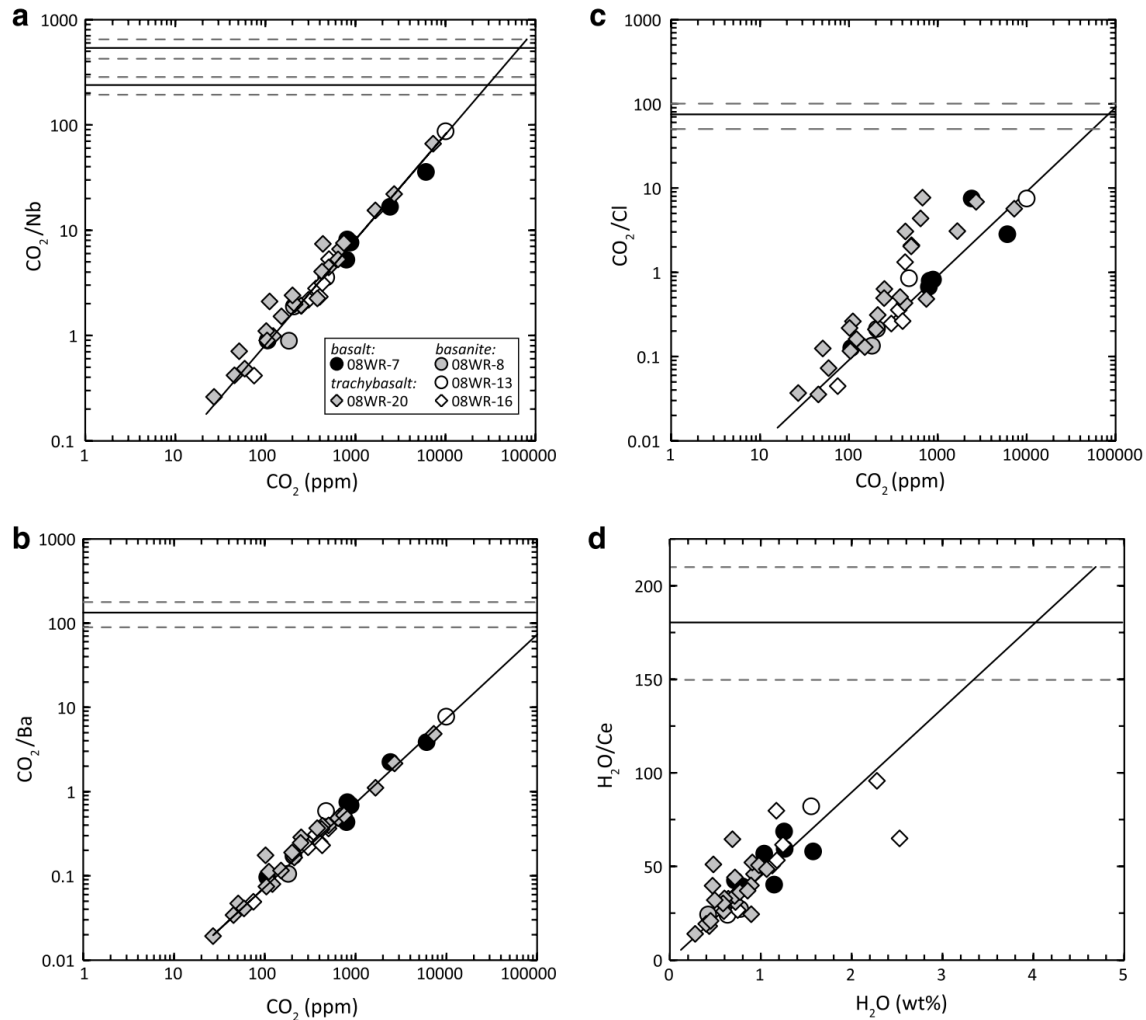 a
1000
100
10
1
0.1
CO2/Nb
basalt: basanite:
08WR-7 08WR-8
trachybasalt: 08WR-13
08WR-20 08WR-16
1 10 100 1000 10000 100000
CO2 (ppm)
c
1000
100
10
1
0.1
0.01
CO2/Cl
1 10 100 1000 10000 100000
CO2 (ppm)
b
1000
100
10
1
0.1
0.01
CO2/Ba
1 10 100 1000 10000 100000
CO2 (ppm)
d
200
150
100
50
0
H2O/Ce
0 1 2 3 4 5
H2O (wt%)